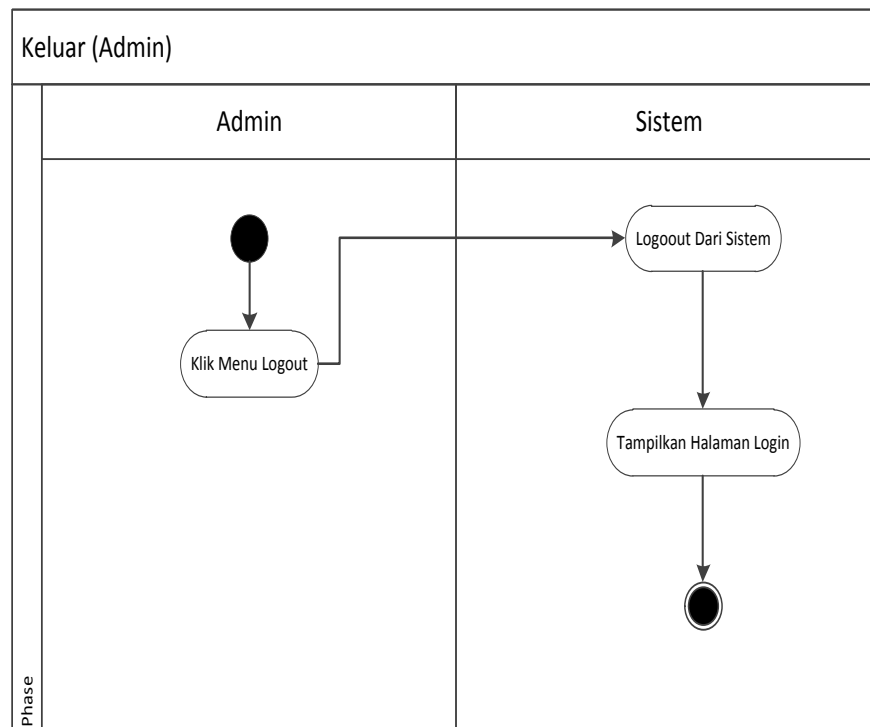 Keluar (Admin)
Admin
Sistem
Logoout Dari Sistem
Klik Menu Logout
Tampilkan Halaman Login
Phase